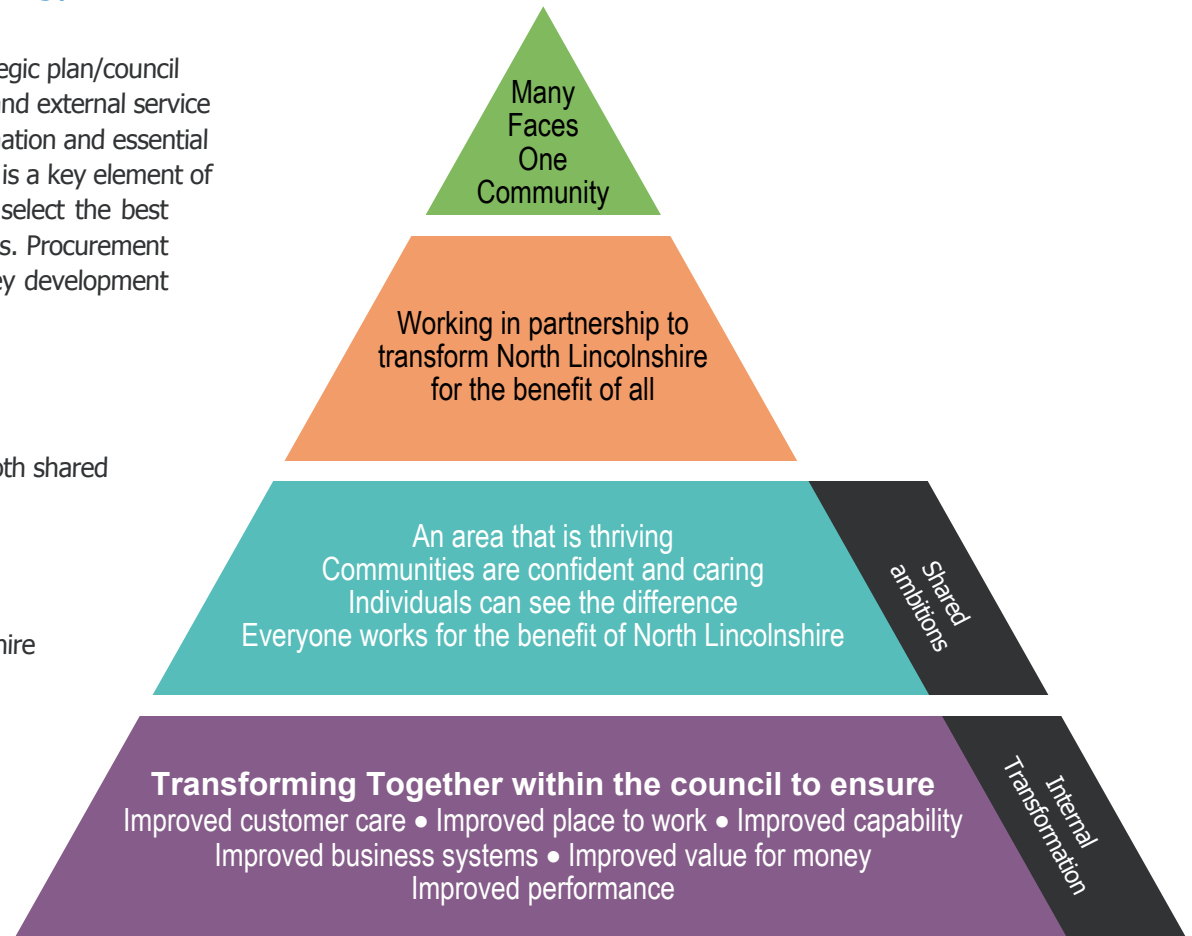 egic plan/council
and external service
ation and essential
is a key element of
select the best
s. Procurement
ey development
oth shared
hire
Many
Faces
One
Community
Working in partnership to
transform North Lincolnshire
for the benefit of all
An area that is thriving
Communities are confident and caring
Individuals can see the difference
Everyone works for the benefit of North Lincolnshire
Shared
ambitions
Transforming Together within the council to ensure
Improved customer care • Improved place to work • Improved capability
Improved business systems • Improved value for money
Improved performance
Internal
Transformation